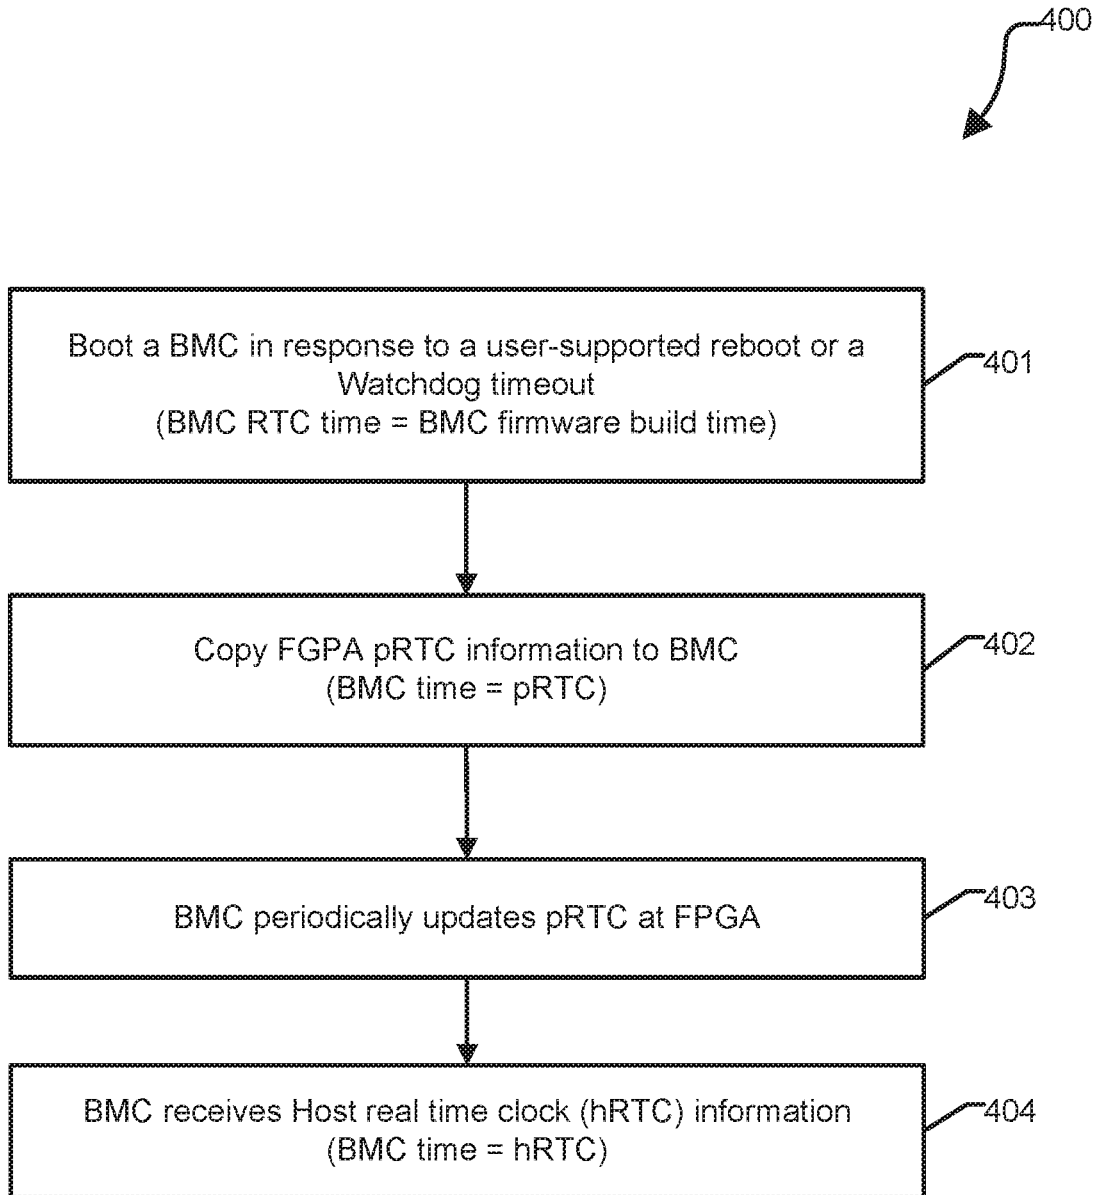 400
Boot a BMC in response to a user-supported reboot or a
Watchdog timeout
(BMC RTC time = BMC firmware build time)
401
Copy FGPA pRTC information to BMC
(BMC time = pRTC)
402
BMC periodically updates pRTC at FPGA
403
BMC receives Host real time clock (hRTC) information
(BMC time = hRTC)
404